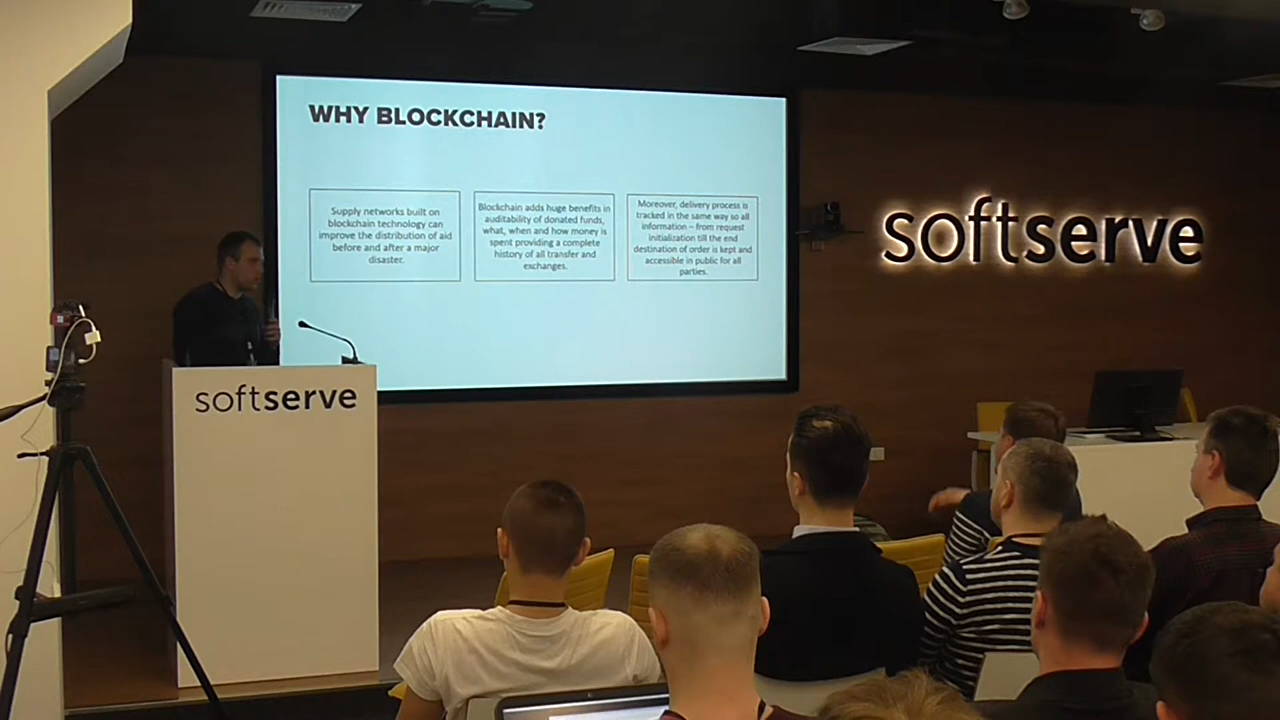 WHY BLOCKCHAIN?
Supply networks built on
blockchain technology can
improve the distribution of aid
before and after a major
disaster.
Blockchain adds huge benefits in
auditability of donated funds,
what, when and how money is
spent providing a complete
history of all transfer and
exchanges.
Moreover, delivery process is
tracked in the same way so all
information – from request
initialization till the end
destination of order is kept and
accessible in public for all
parties.
softserve
softserve